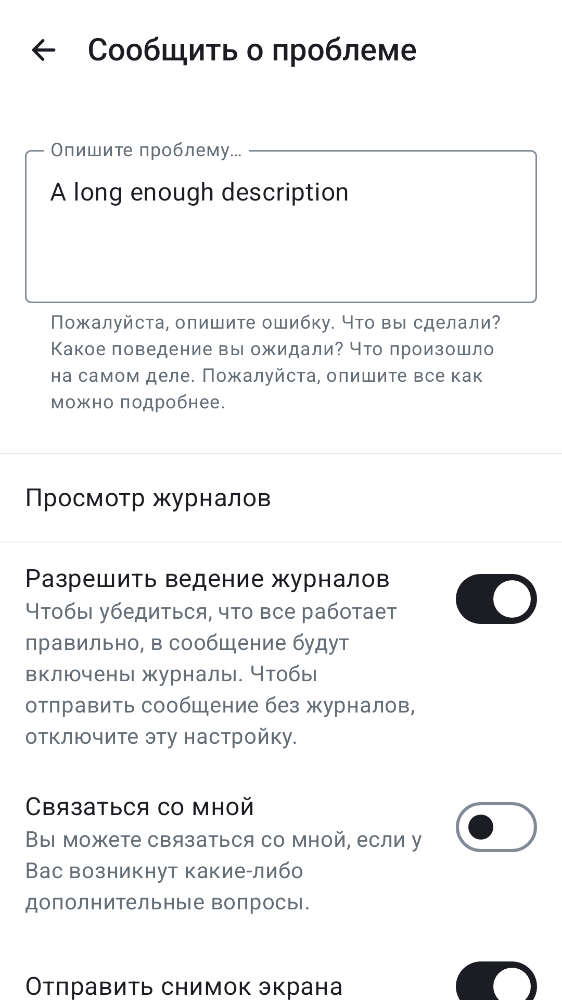 Сообщить о проблеме
Опишите проблему...
A long enough description
Пожалуйста, опишите ошибку. Что вы сделали?
Какое поведение вы ожидали? Что произошло
на самом деле. Пожалуйста, опишите все как
можно подробнее.
Просмотр журналов
Разрешить ведение журналов
Чтобы убедиться, что все работает
правильно, в сообщение будут
включены журналы. Чтобы
отправить сообщение без журналов,
отключите эту настройку.
Связаться со мной
Вы можете связаться со мной, если у
Вас возникнут какие-либо
дополнительные вопросы.
Отправить снимок экрана